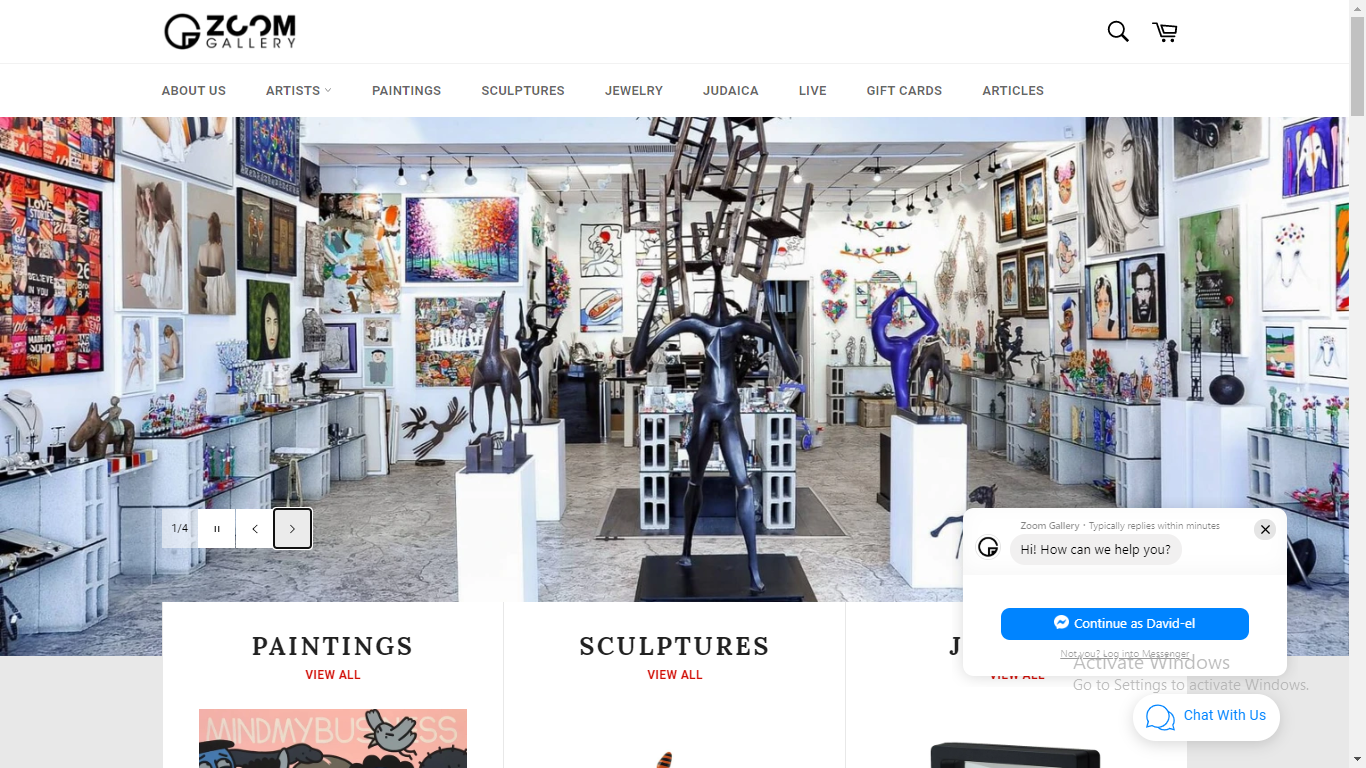 ZOOM
GALLERY
ABOUT US
ARTISTS
PAINTINGS
SCULPTURES
JEWELRY
JUDAICA
LIVE
GIFT CARDS
ARTICLES
LOVE
STORIES
BELIEVE
IN YOU
MADE FOR
1/4
Zoom Gallery • Typically replies within minutes
Hi! How can we help you?
Continue as David-el
Not you? Log into Messenger
PAINTINGS
VIEW ALL
SCULPTURES
VIEW ALL
J
VIEW ALL
Activate Windows
Go to Settings to activate Windows.
MINDMYBUSINESS
Chat With Us